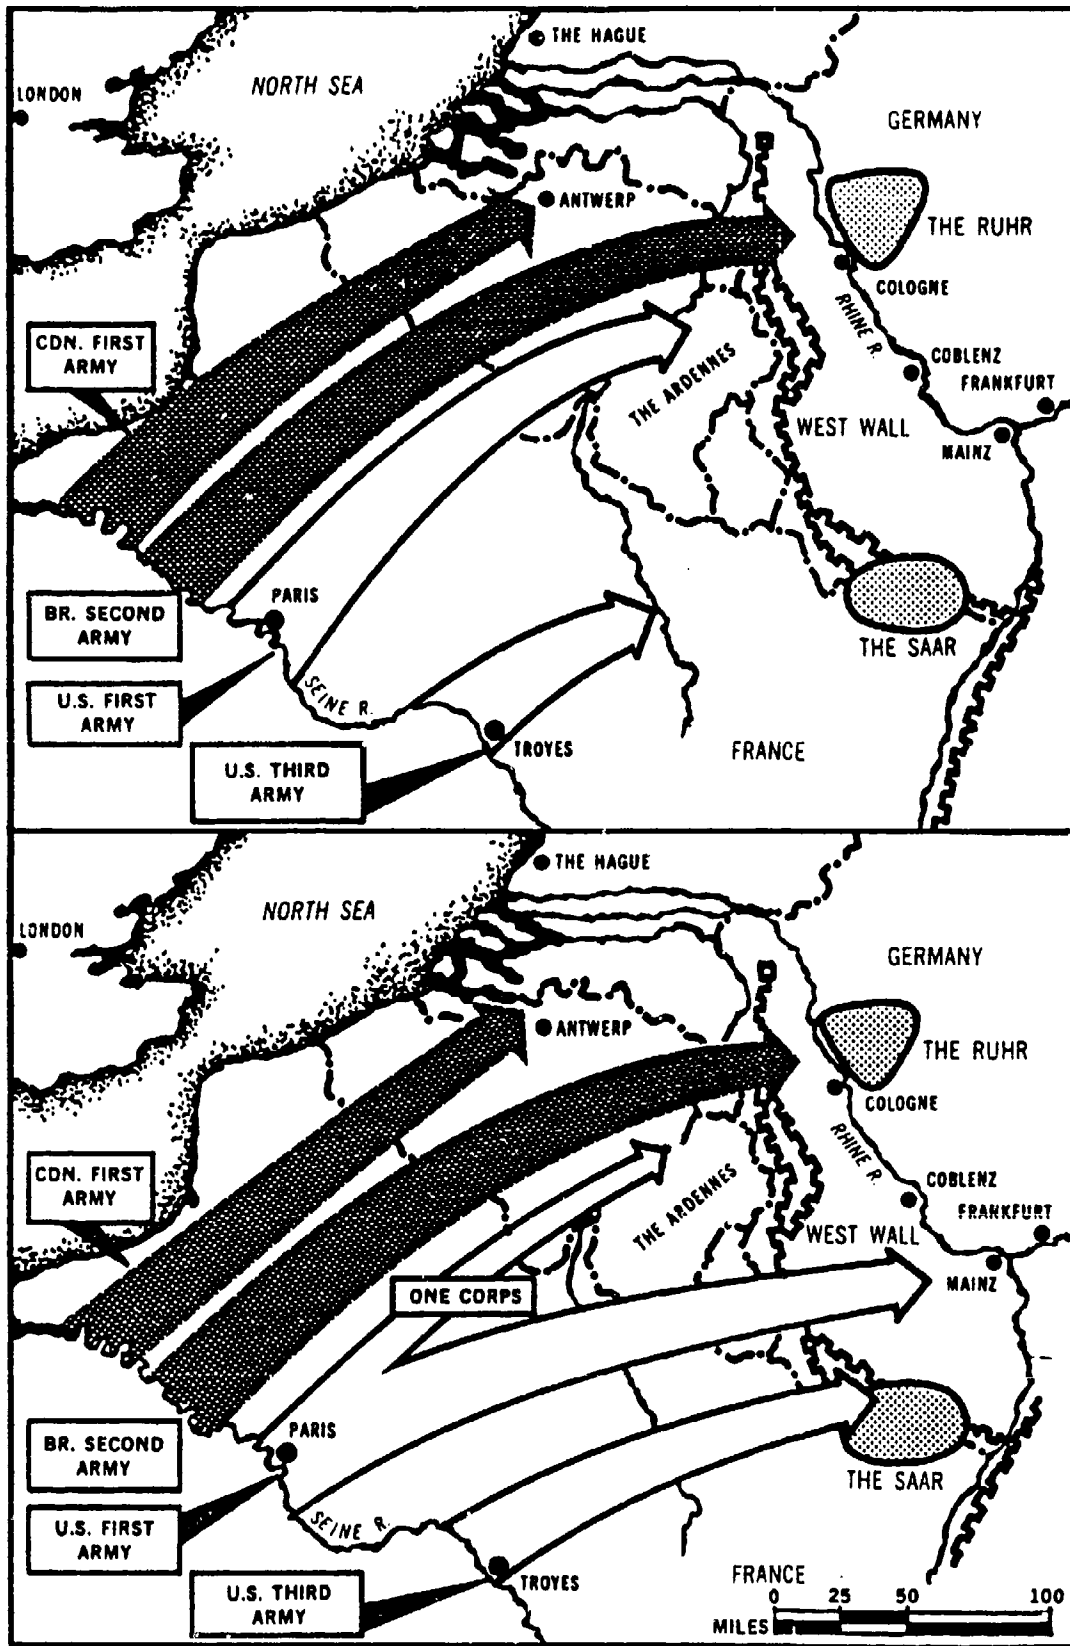 THE HAGUE
NORTH SEA
LONDON
GERMANY
ANTWERP
THE RUHR
COLOGNE
CDN. FIRST
ARMY
RHINE R.
COBLENZ
FRANKFURT
THE ARDENNES
WEST WALL
MAINZ
PARIS
BR. SECOND
ARMY
THE SAAR
U.S. FIRST
ARMY
SEINE R.
TROYES
FRANCE
U.S. THIRD
ARMY
THE HAGUE
NORTH SEA
LONDON
GERMANY
ANTWERP
THE RUHR
COLOGNE
CDN. FIRST
ARMY
RHINE R.
COBLENZ
FRANKFURT
THE ARDENNES
WEST WALL
MAINZ
ONE CORPS
PARIS
BR. SECOND
ARMY
THE SAAR
U.S. FIRST
ARMY
SEINE R.
TROYES
U.S. THIRD
ARMY
FRANCE
0 25 50 100
MILES